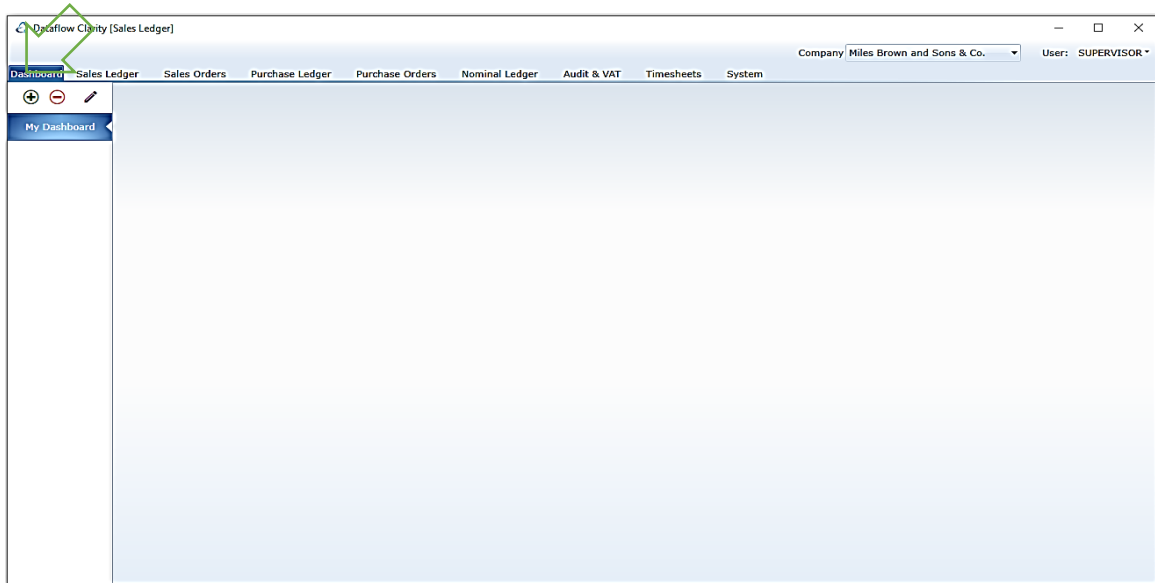 Dataflow Clarity [Sales Ledger]
Company Miles Brown and Sons & Co. User: SUPERVISOR
Dashboard Sales Ledger Sales Orders Purchase Ledger Purchase Orders Nominal Ledger Audit & VAT Timesheets System
My Dashboard